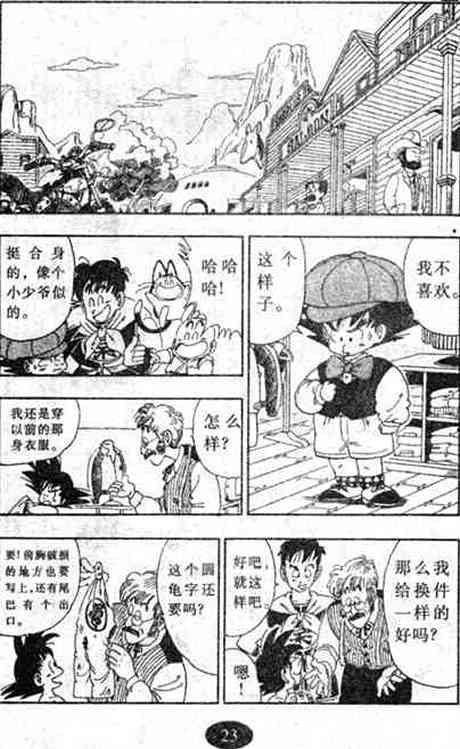 我不
喜欢。
这个
样
子。
哈哈
哈！
挺合身
的，像个
小少爷似
的。
怎么
样？
我还是穿
以前的那
身衣服。
那么我
给换件
一样的
好吗？
好吧，
就这
样吧。
嗯！
这个圆
龟字还
要吗？
要！前胸破损
的地方也要
写上，还有尾
巴有个出
口。
23